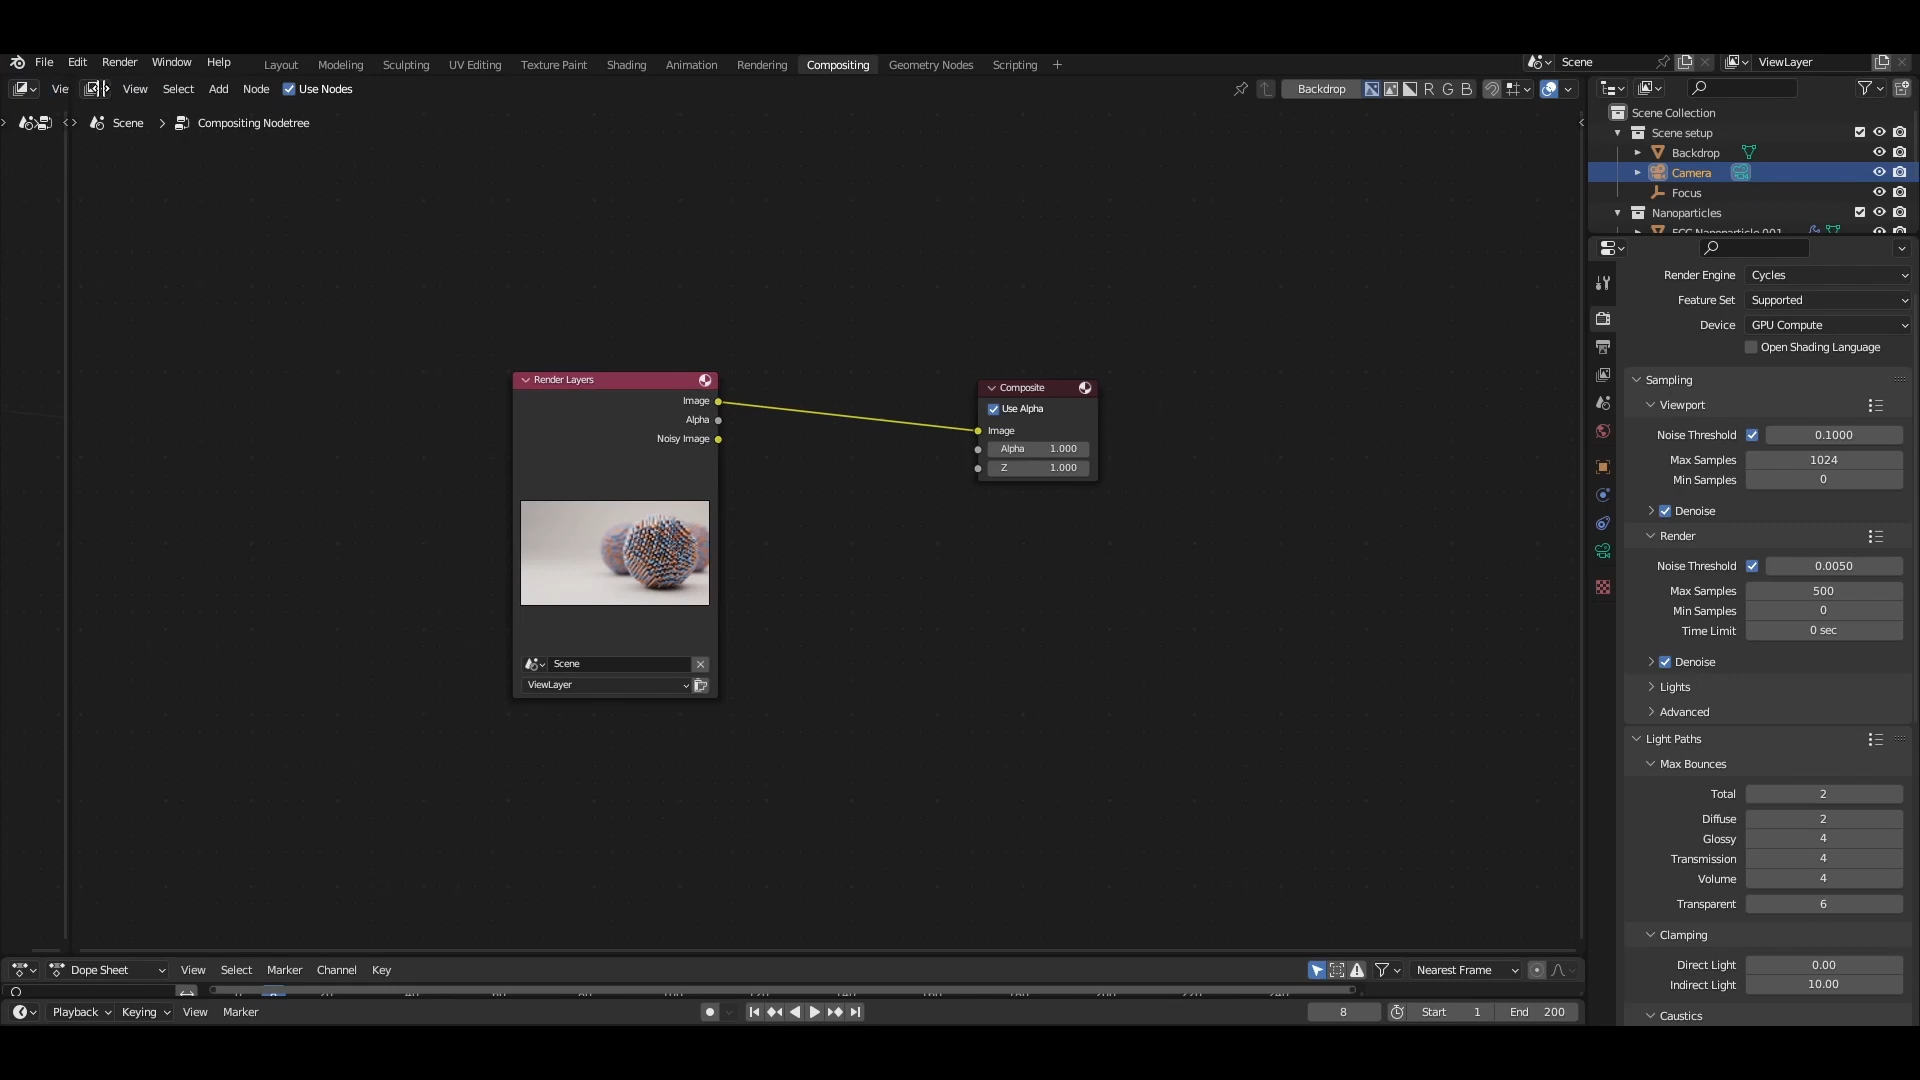 File Edit Render Window Help Layout Modeling Sculpting UV Editing Texture Paint Shading Animation Rendering Compositing Geometry Nodes Scripting + Scene ViewLayer
Vie View Select Add Node Use Nodes Backdrop R G B
Scene > Compositing Nodetree
Scene Collection
Scene setup
Backdrop
Camera
Focus
Nanoparticles
Render Engine Cycles
Feature Set Supported
Device GPU Compute
Open Shading Language
Sampling
Viewport
Noise Threshold 0.1000
Max Samples 1024
Min Samples 0
Denoise
Render
Noise Threshold 0.0050
Max Samples 500
Min Samples 0
Time Limit 0 sec
Denoise
Lights
Advanced
Light Paths
Max Bounces
Total 2
Diffuse 2
Glossy 4
Transmission 4
Volume 4
Transparent 6
Clamping
Direct Light 0.00
Indirect Light 10.00
Caustics
Render Layers
Image
Alpha
Noisy Image
Scene
ViewLayer
Composite
Use Alpha
Image
Alpha 1.000
Z 1.000
Dope Sheet View Select Marker Channel Key Nearest Frame
Playback Keying View Marker 8 Start 1 End 200